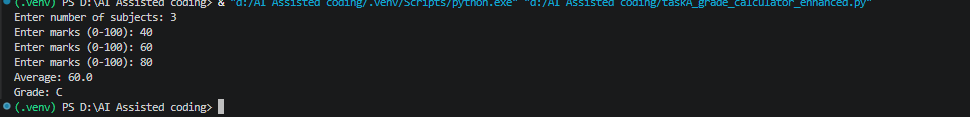 (.venv) PS D:\AI Assisted coding> & "d:/AI Assisted coding/.venv/Scripts/python.exe" "d:/AI Assisted coding/taskA_grade_calculator_enhanced.py"
Enter number of subjects: 3
Enter marks (0-100): 40
Enter marks (0-100): 60
Enter marks (0-100): 80
Average: 60.0
Grade: C
(.venv) PS D:\AI Assisted coding>